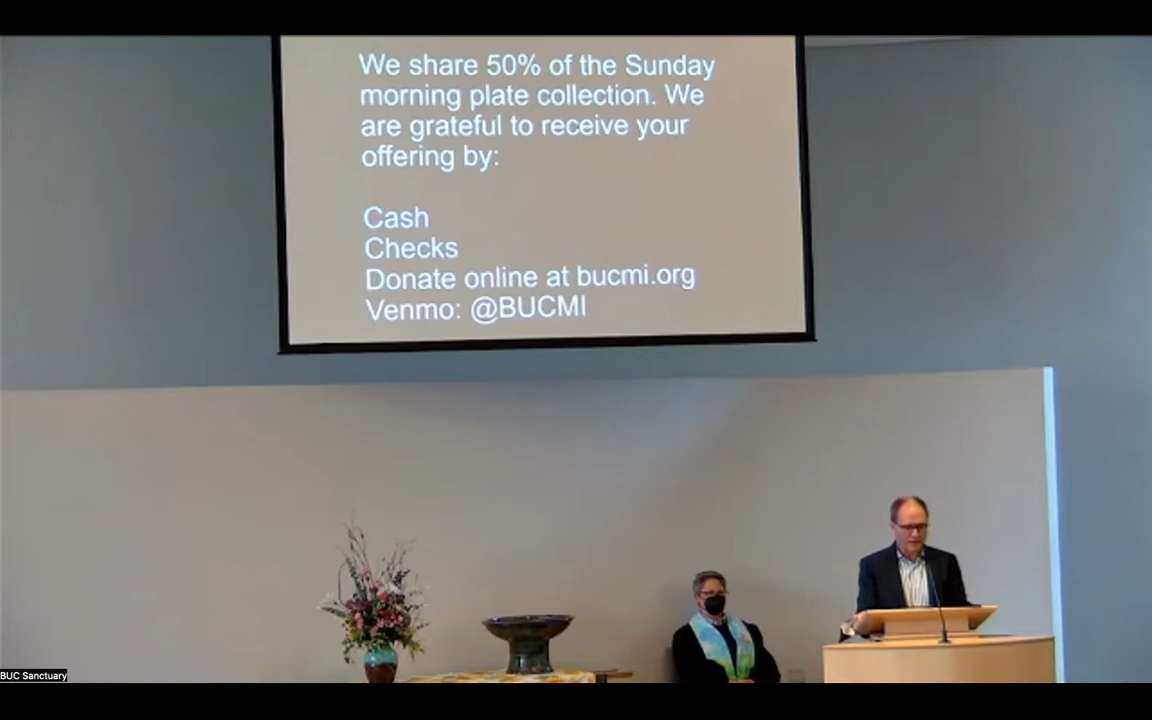 We share 50% of the Sunday
morning plate collection. We
are grateful to receive your
offering by:
Cash
Checks
Donate online at bucmi.org
Venmo: @BUCMI
BUC Sanctuary